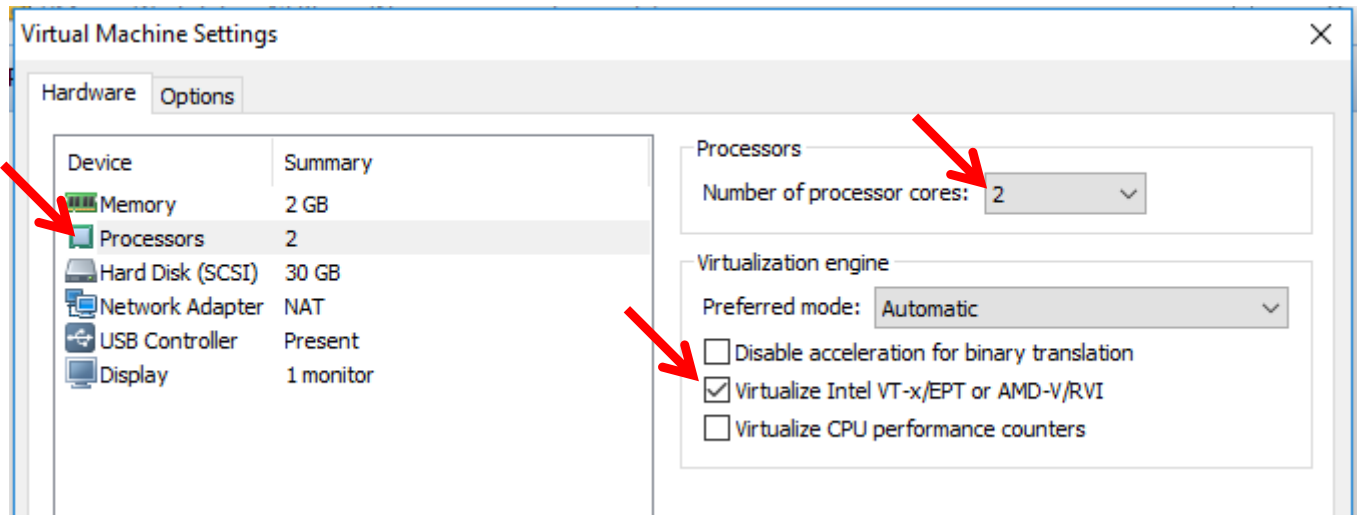 Virtual Machine Settings
Hardware Options
Device Summary
Memory 2 GB
Processors 2
Hard Disk (SCSI) 30 GB
Network Adapter NAT
USB Controller Present
Display 1 monitor
Processors
Number of processor cores: 2
Virtualization engine
Preferred mode: Automatic
Disable acceleration for binary translation
Virtualize Intel VT-x/EPT or AMD-V/RVI
Virtualize CPU performance counters